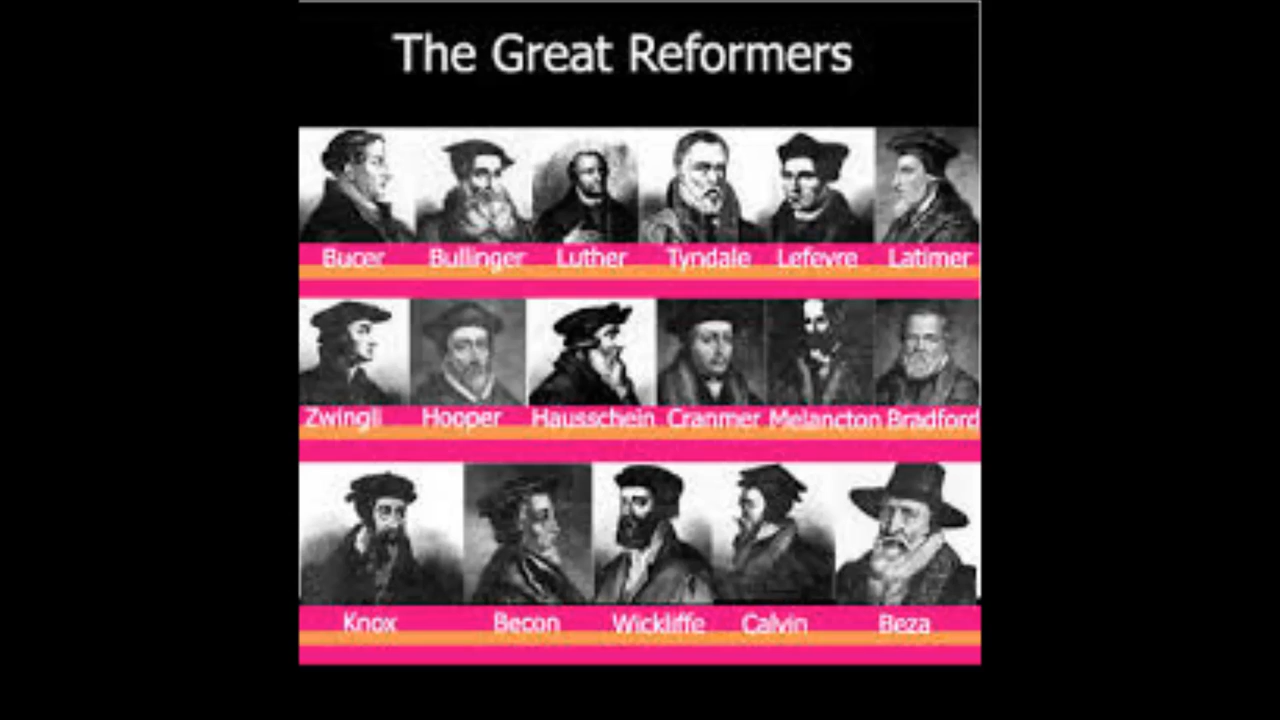 The Great Reformers
Bucer Bullinger Luther Tyndale Lefevre Latimer
Zwingli Hooper Hausschein Cranmer Melancton Bradford
Knox Becon Wickliffe Calvin Beza